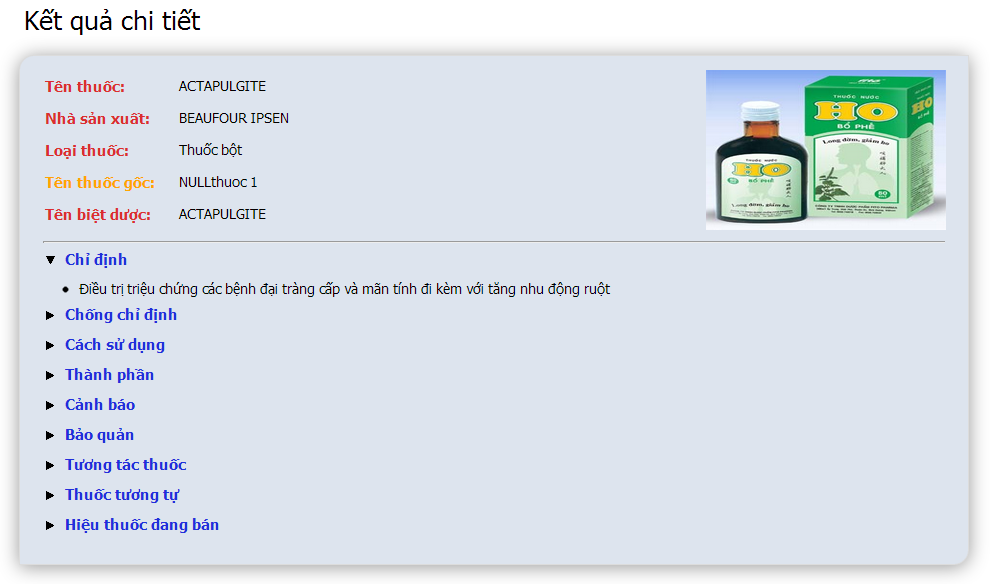 Kết quả chi tiết
Tên thuốc: ACTAPULGITE
Nhà sản xuất: BEAUFOUR IPSEN
Loại thuốc: Thuốc bột
Tên thuốc gốc: NULLthuoc 1
Tên biệt dược: ACTAPULGITE
THUỐC NƯỚC
HO
BỔ PHẾ
Long đờm, giảm ho
THUỐC NƯỚC
HO
BỔ PHẾ
Long đờm, giảm ho
HO
Chỉ định
Điều trị triệu chứng các bệnh đại tràng cấp và mãn tính đi kèm với tăng nhu động ruột
Chống chỉ định
Cách sử dụng
Thành phần
Cảnh báo
Bảo quản
Tương tác thuốc
Thuốc tương tự
Hiệu thuốc đang bán